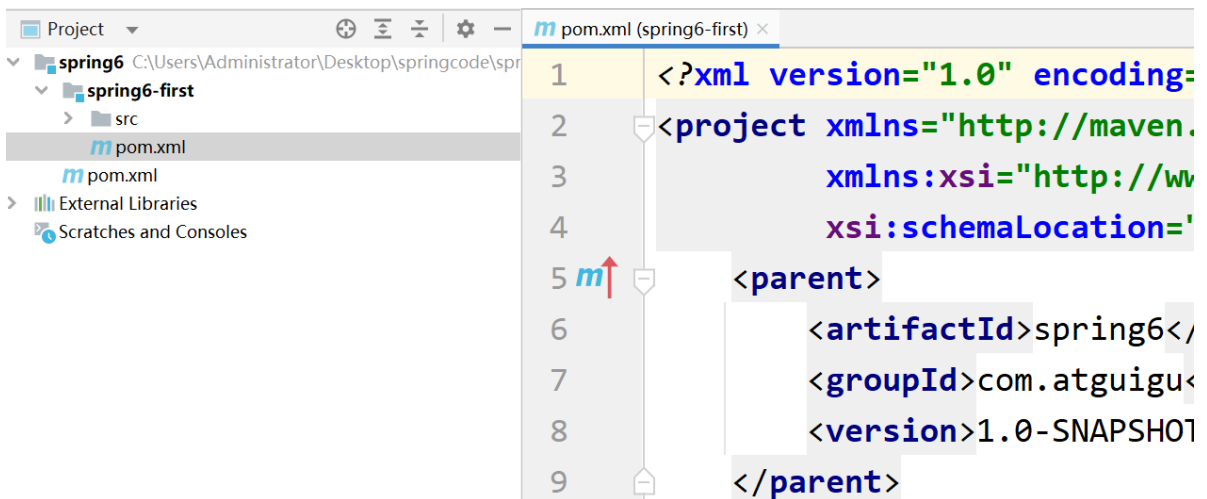 Project
spring6 C:\Users\Administrator\Desktop\springcode\spr
spring6-first
src
pom.xml
pom.xml
External Libraries
Scratches and Consoles
pom.xml (spring6-first)
1 <?xml version="1.0" encoding=
2 <project xmlns="http://maven.
3 xmlns:xsi="http://ww
4 xsi:schemaLocation="
5 <parent>
6 <artifactId>spring6</
7 <groupId>com.atguigu<
8 <version>1.0-SNAPSHOT
9 </parent>